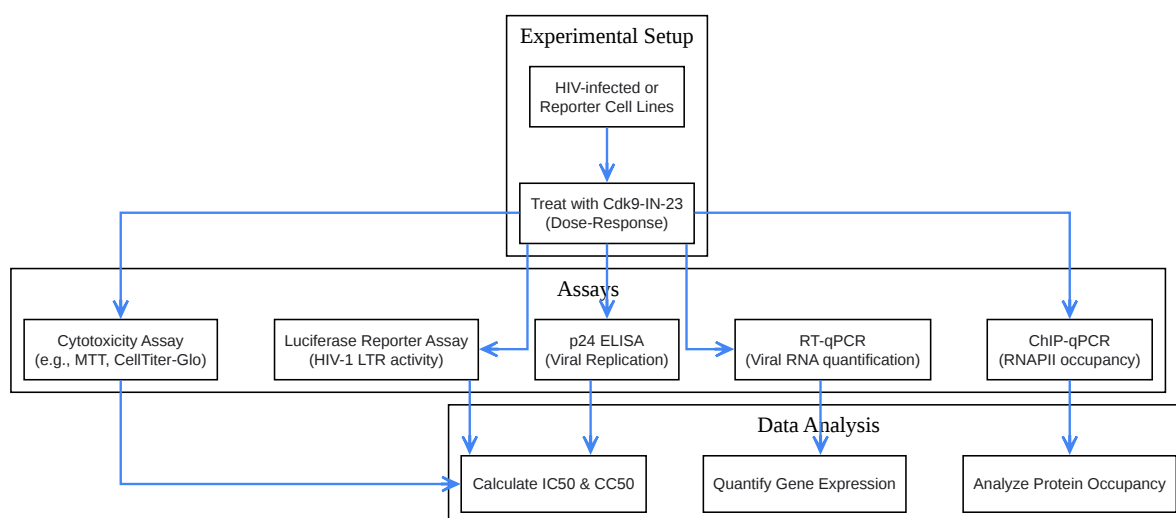 Experimental Setup
HIV-infected or
Reporter Cell Lines
Treat with Cdk9-IN-23
(Dose-Response)
Assays
Cytotoxicity Assay
(e.g., MTT, CellTiter-Glo)
Luciferase Reporter Assay
(HIV-1 LTR activity)
p24 ELISA
(Viral Replication)
RT-qPCR
(Viral RNA quantification)
ChIP-qPCR
(RNAPII occupancy)
Data Analysis
Calculate IC50 & CC50
Quantify Gene Expression
Analyze Protein Occupancy